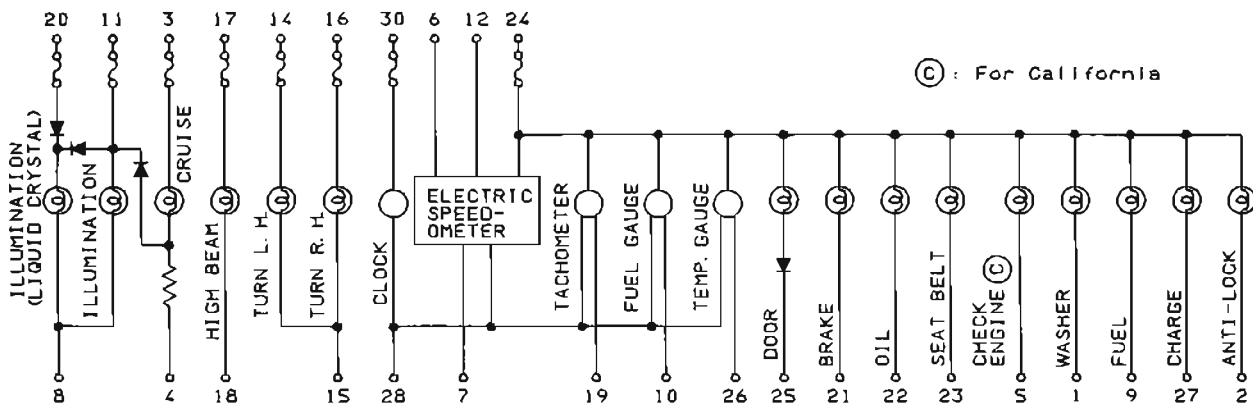 20 11 3 17 14 16 30 6 12 24
Ⓒ : For California
ILLUMINATION
(LIQUID CRYSTAL)
ILLUMINATION
CRUISE
HIGH BEAM
TURN L. H.
TURN R. H.
CLOCK
ELECTRIC
SPEED-
OMETER
TACHOMETER
FUEL GAUGE
TEMP. GAUGE
DOOR
BRAKE
OIL
SEAT BELT
CHECK
ENGINE Ⓒ
WASHER
FUEL
CHARGE
ANTI-LOCK
8 4 18 15 28 7 19 10 26 25 21 22 23 5 1 9 27 2